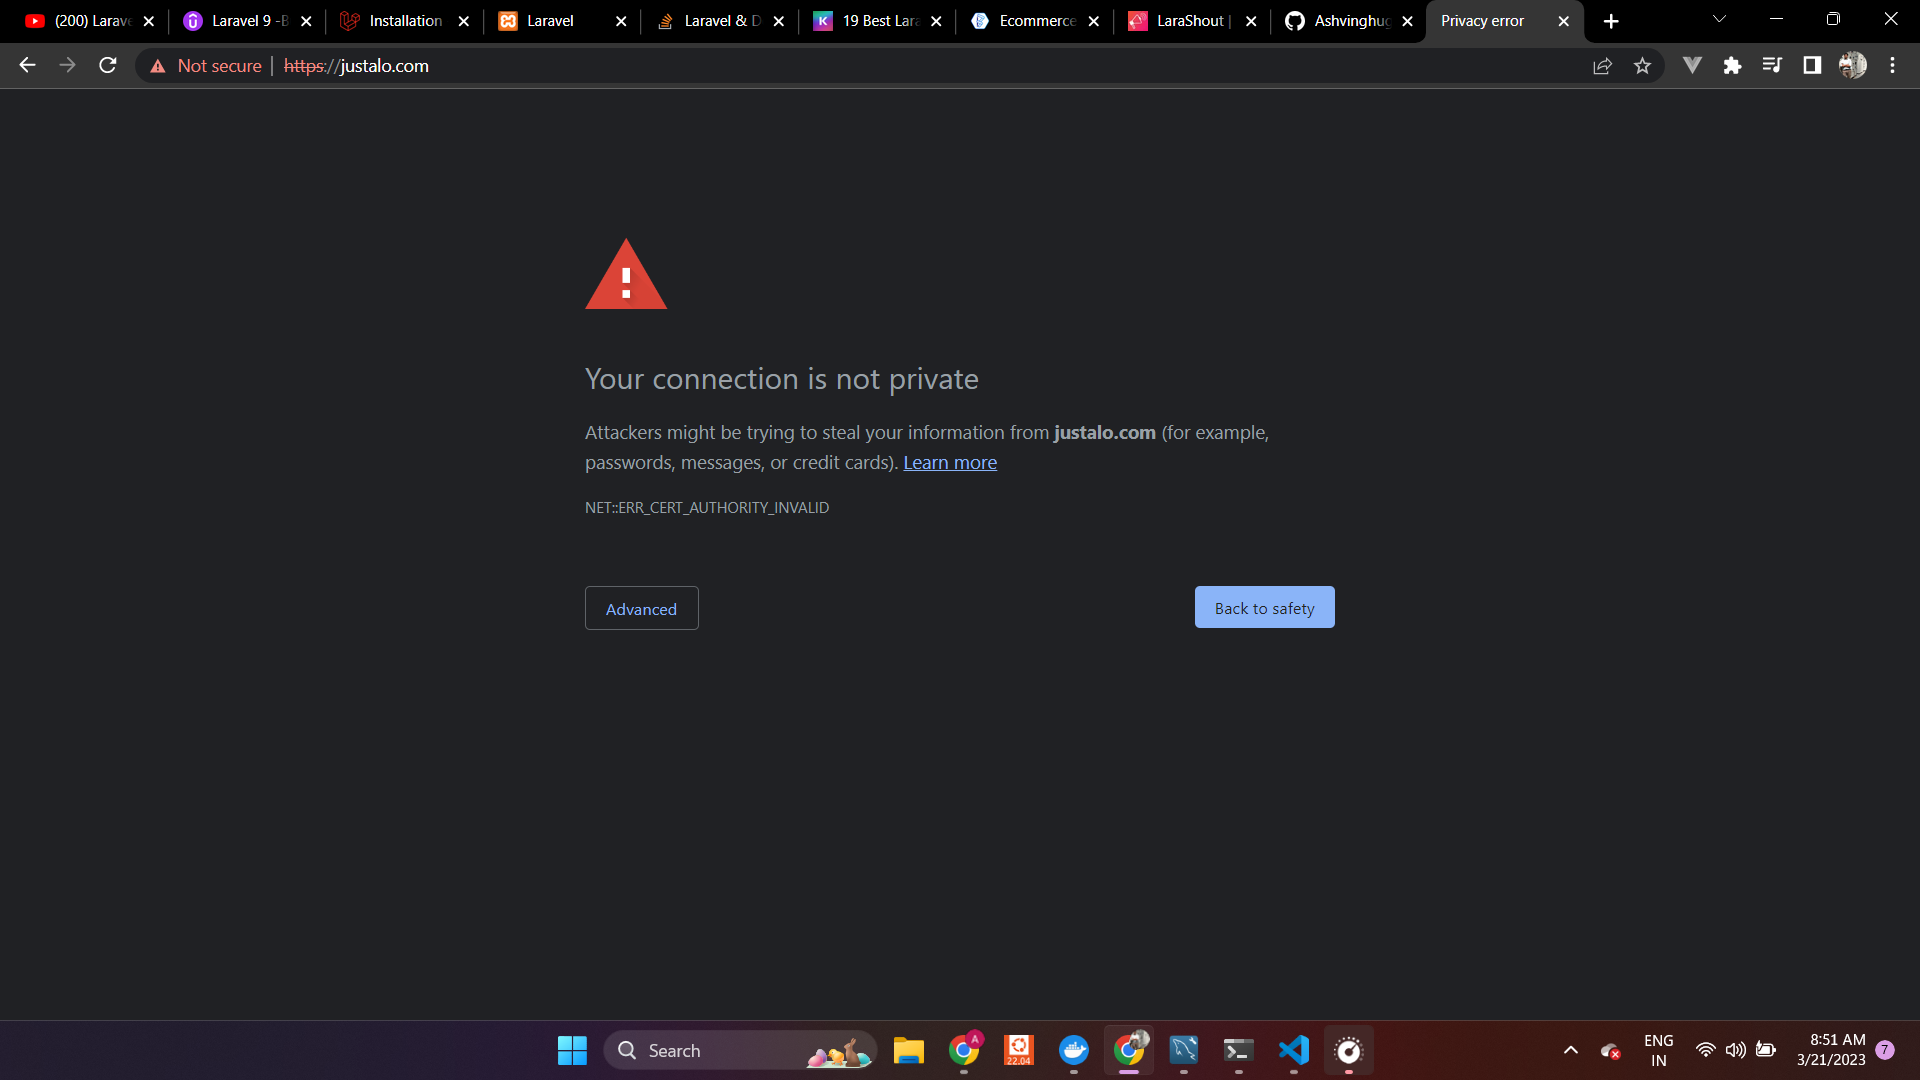 (200) Larave
Laravel 9 -B
Installation
Laravel
Laravel & D
19 Best Lara
Ecommerce
LaraShout |
Ashvinghug
Privacy error
Not secure | https://justalo.com
Your connection is not private
Attackers might be trying to steal your information from justalo.com (for example,
passwords, messages, or credit cards). Learn more
NET::ERR_CERT_AUTHORITY_INVALID
Advanced
Back to safety
Search
A
22.04
ENG
IN
8:51 AM
3/21/2023
7